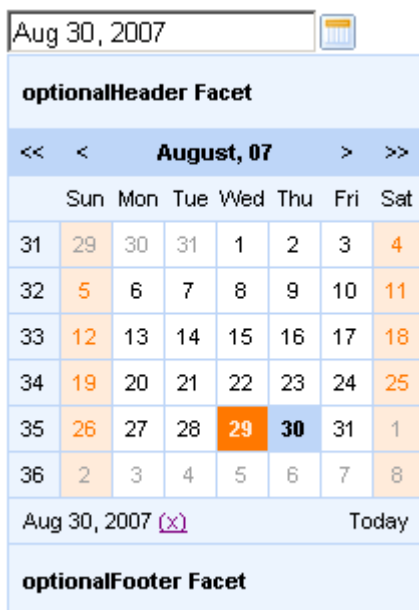 Aug 30, 2007
optionalHeader Facet
<< < August, 07 > >>
Sun Mon Tue Wed Thu Fri Sat
31 29 30 31 1 2 3 4
32 5 6 7 8 9 10 11
33 12 13 14 15 16 17 18
34 19 20 21 22 23 24 25
35 26 27 28 29 30 31 1
36 2 3 4 5 6 7 8
Aug 30, 2007 (x) Today
optionalFooter Facet